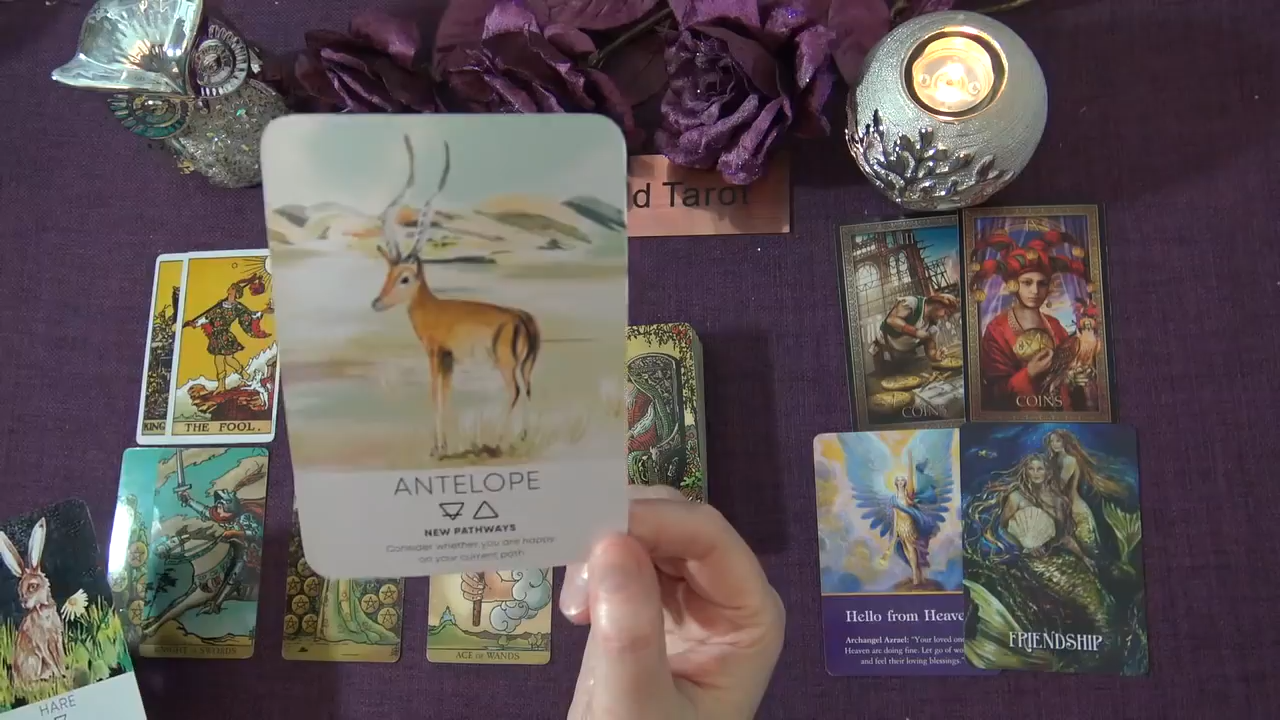 d Tarot
KING
THE FOOL.
COINS
COINS
ANTELOPE
NEW PATHWAYS
Consider whether you are happy
on your current path
KNIGHT OF SWORDS
ACE OF WANDS
Hello from Heave
Archangel Azrael: "Your loved one
Heaven are doing fine. Let go of wo
and feel their loving blessings."
FRIENDSHIP
HARE